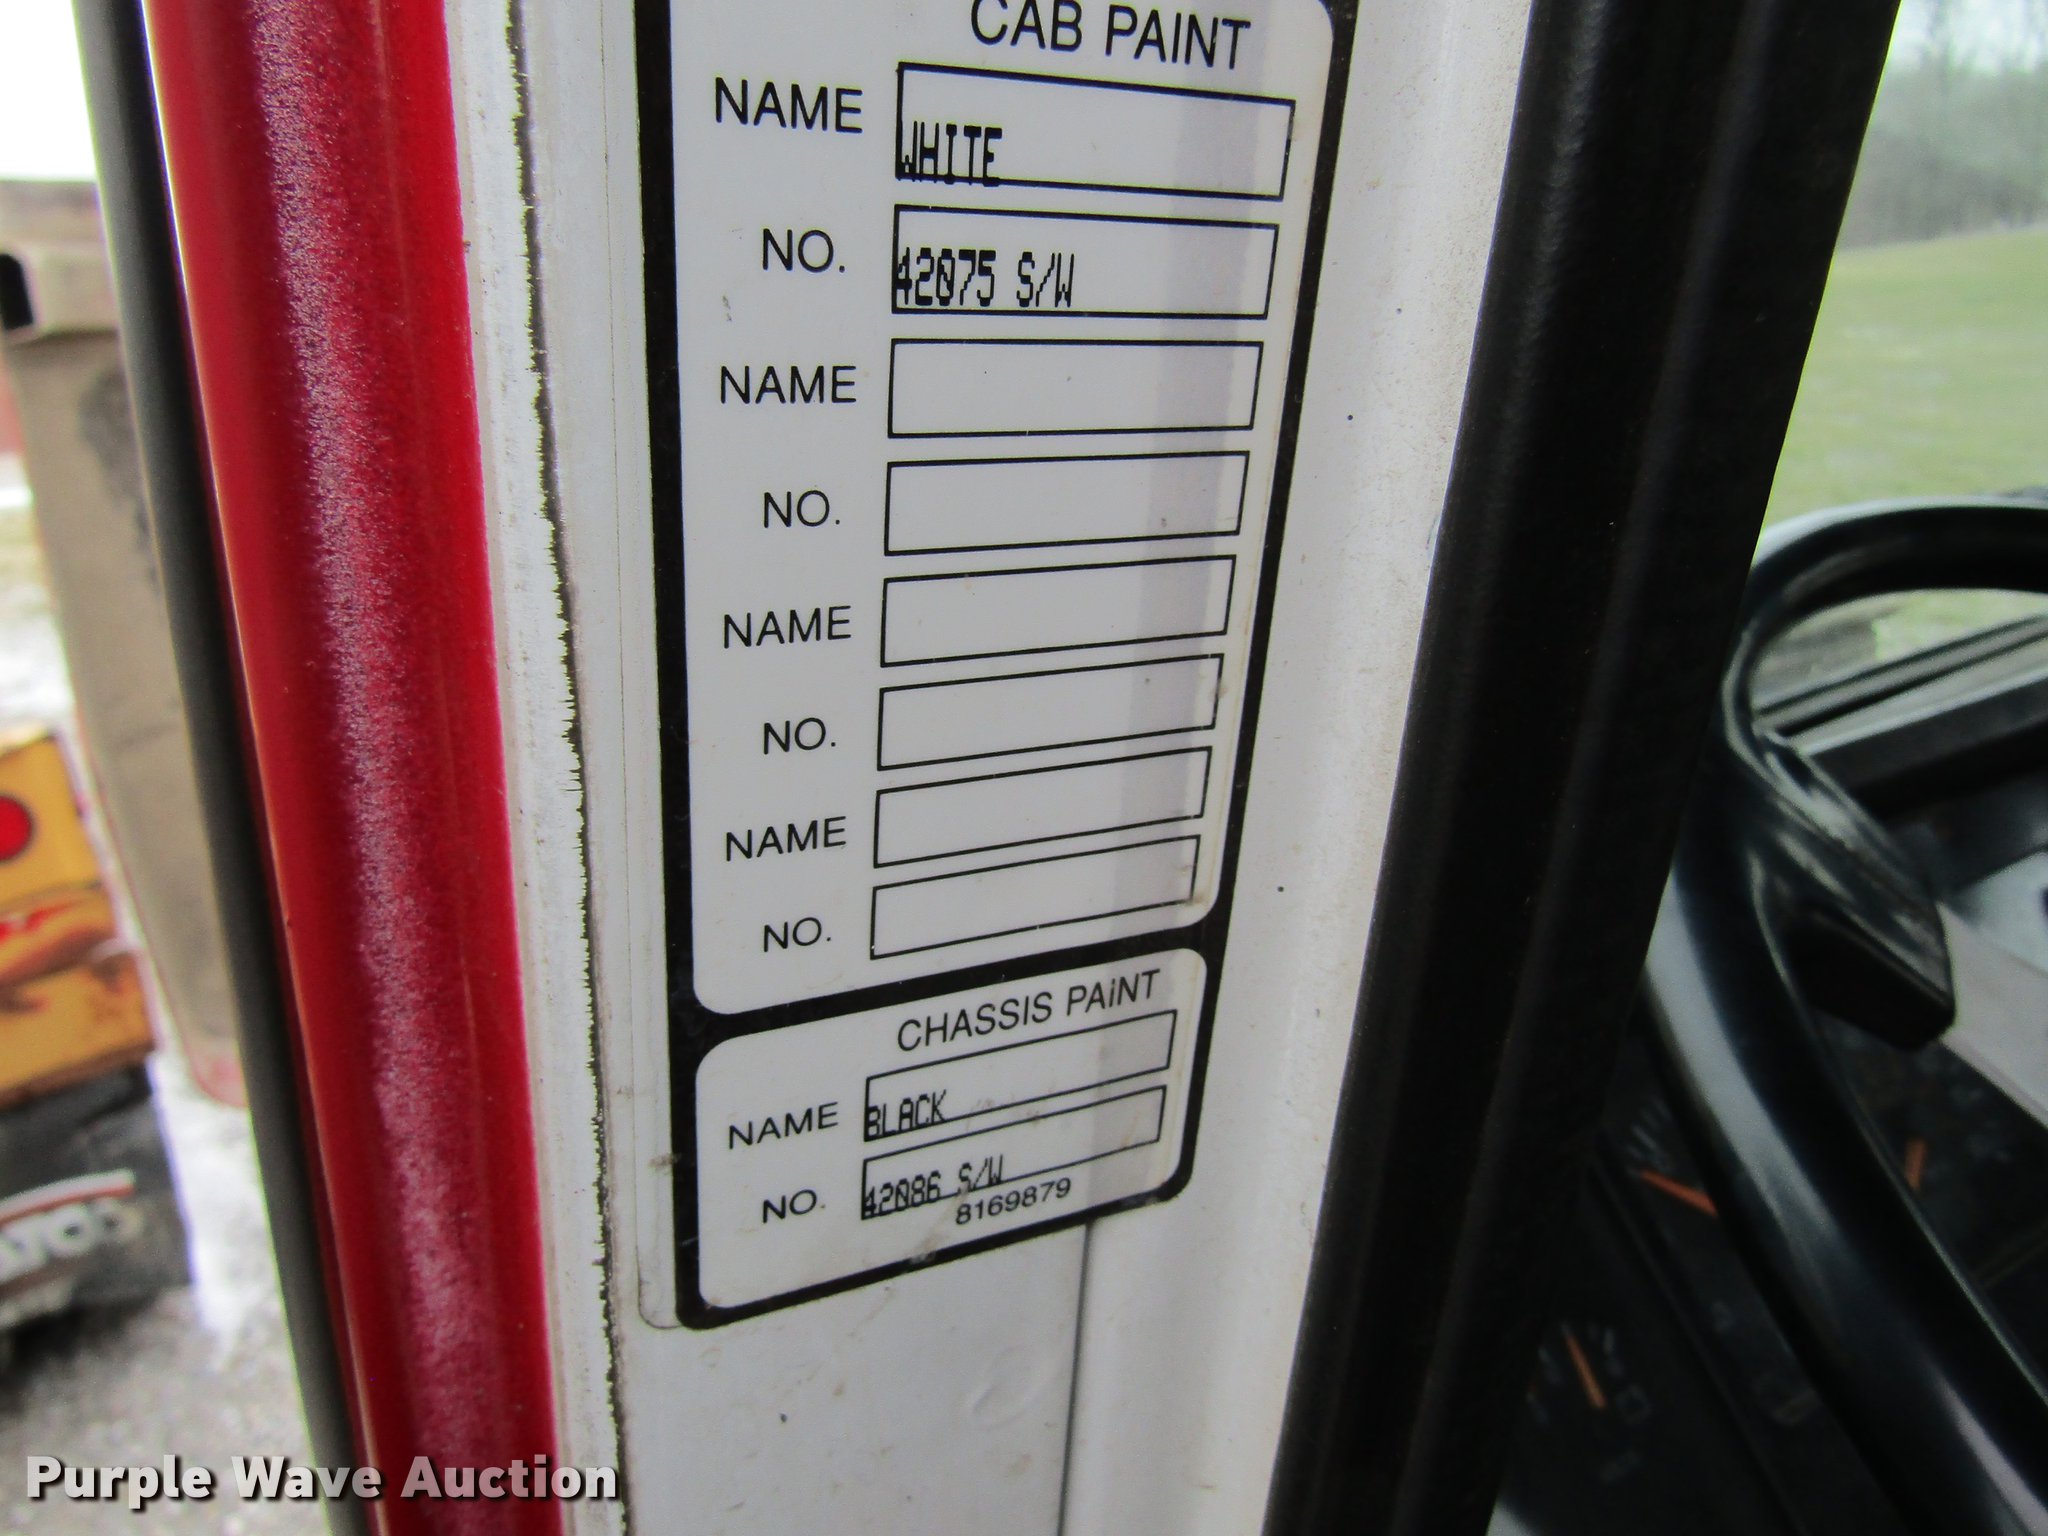 CAB PAINT
NAME WHITE
NO. 42075 S/W
NAME
NO.
NAME
NO.
NAME
NO.
CHASSIS PAINT
NAME BLACK
NO. 42086 S/W
8169879
Purple Wave Auction